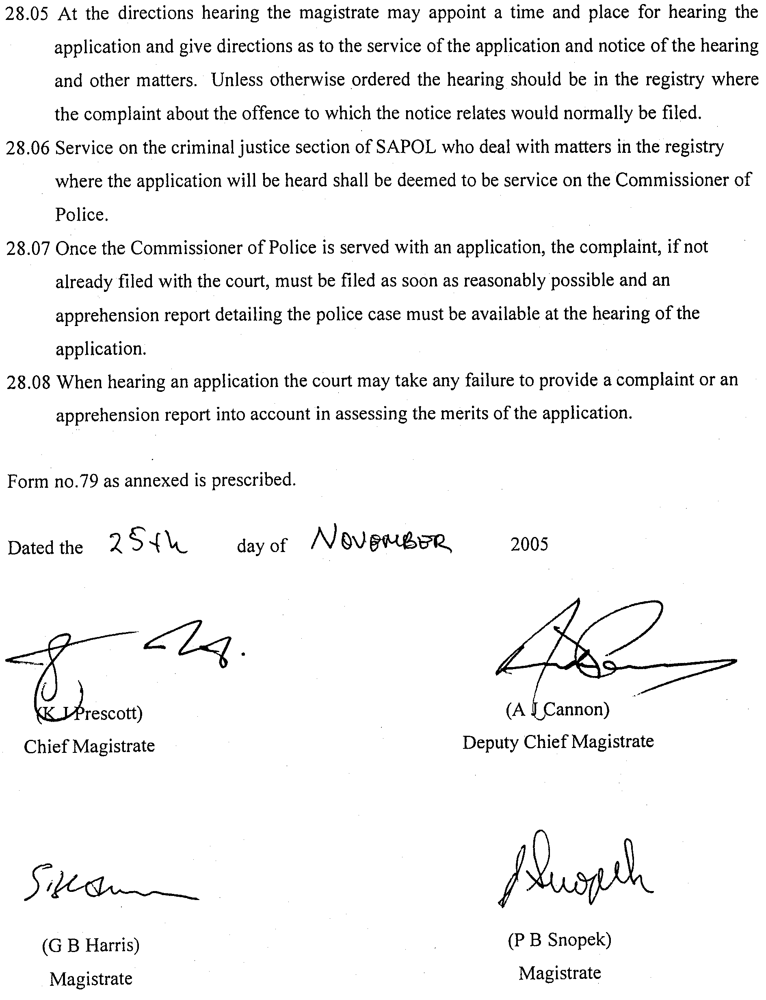 28.05 At the directions hearing the magistrate may appoint a time and place for hearing the
application and give directions as to the service of the application and notice of the hearing
and other matters. Unless otherwise ordered the hearing should be in the registry where
the complaint about the offence to which the notice relates would normally be filed.
28.06 Service on the criminal justice section of SAPOL who deal with matters in the registry
where the application will be heard shall be deemed to be service on the Commissioner of
Police.
28.07 Once the Commissioner of Police is served with an application, the complaint, if not
already filed with the court, must be filed as soon as reasonably possible and an
apprehension report detailing the police case must be available at the hearing of the
application.
28.08 When hearing an application the court may take any failure to provide a complaint or an
apprehension report into account in assessing the merits of the application.
Form no.79 as annexed is prescribed.
Dated the 25th day of NOVEMBER 2005
(K J Prescott) (A J Cannon)
Chief Magistrate Deputy Chief Magistrate
Snopek
(G B Harris) (P B Snopek)
Magistrate Magistrate